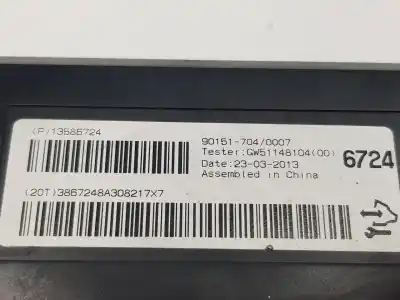 (P)13586724
90151-704/0007
Tester:GW51148104(00)
Date:23-03-2013
Assembled in China
6724
(20T)3867248A308217X7